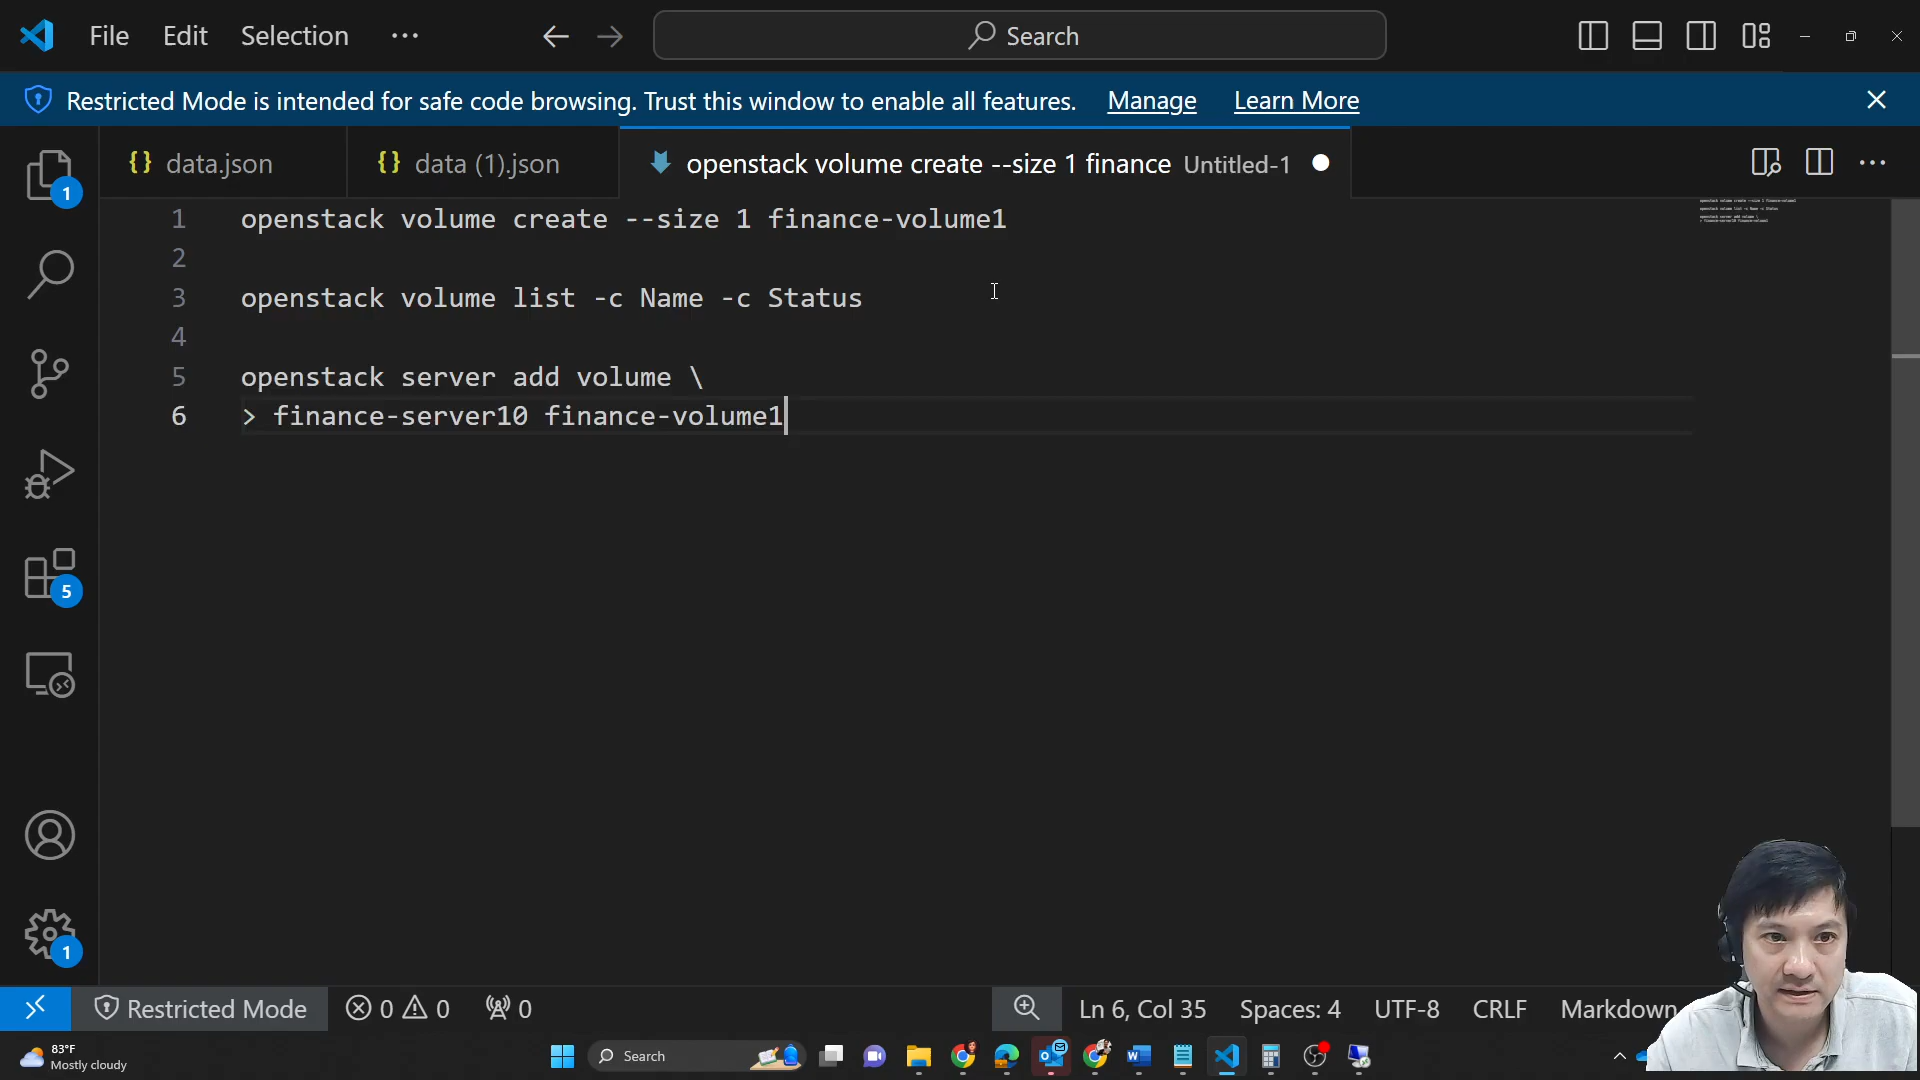 File Edit Selection ··· Search
Restricted Mode is intended for safe code browsing. Trust this window to enable all features. Manage Learn More
{} data.json {} data (1).json openstack volume create --size 1 finance Untitled-1
1 openstack volume create --size 1 finance-volume1
2
3 openstack volume list -c Name -c Status
4
5 openstack server add volume \
6 > finance-server10 finance-volume1
1
5
1
Restricted Mode 0 0 0 Ln 6, Col 35 Spaces: 4 UTF-8 CRLF Markdown
83°F
Mostly cloudy
Search